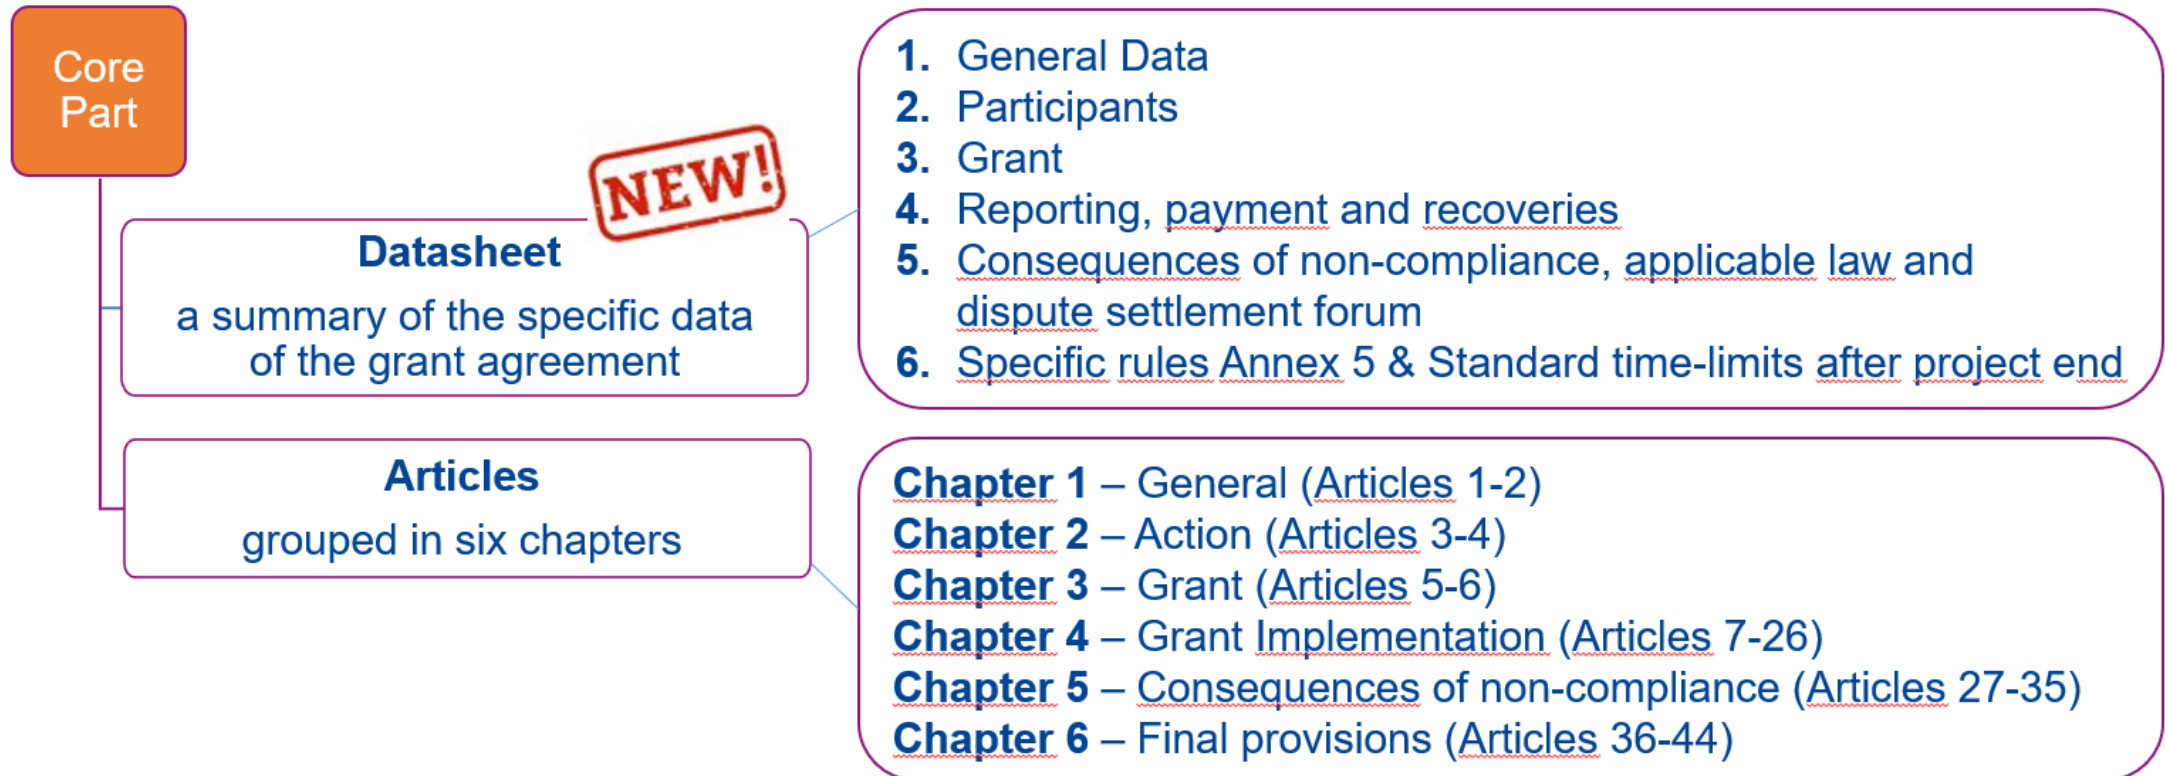 Core
Part
NEW!
Datasheet
a summary of the specific data
of the grant agreement
1. General Data
2. Participants
3. Grant
4. Reporting, payment and recoveries
5. Consequences of non-compliance, applicable law and
dispute settlement forum
6. Specific rules Annex 5 & Standard time-limits after project end
Articles
grouped in six chapters
Chapter 1 – General (Articles 1-2)
Chapter 2 – Action (Articles 3-4)
Chapter 3 – Grant (Articles 5-6)
Chapter 4 – Grant Implementation (Articles 7-26)
Chapter 5 – Consequences of non-compliance (Articles 27-35)
Chapter 6 – Final provisions (Articles 36-44)